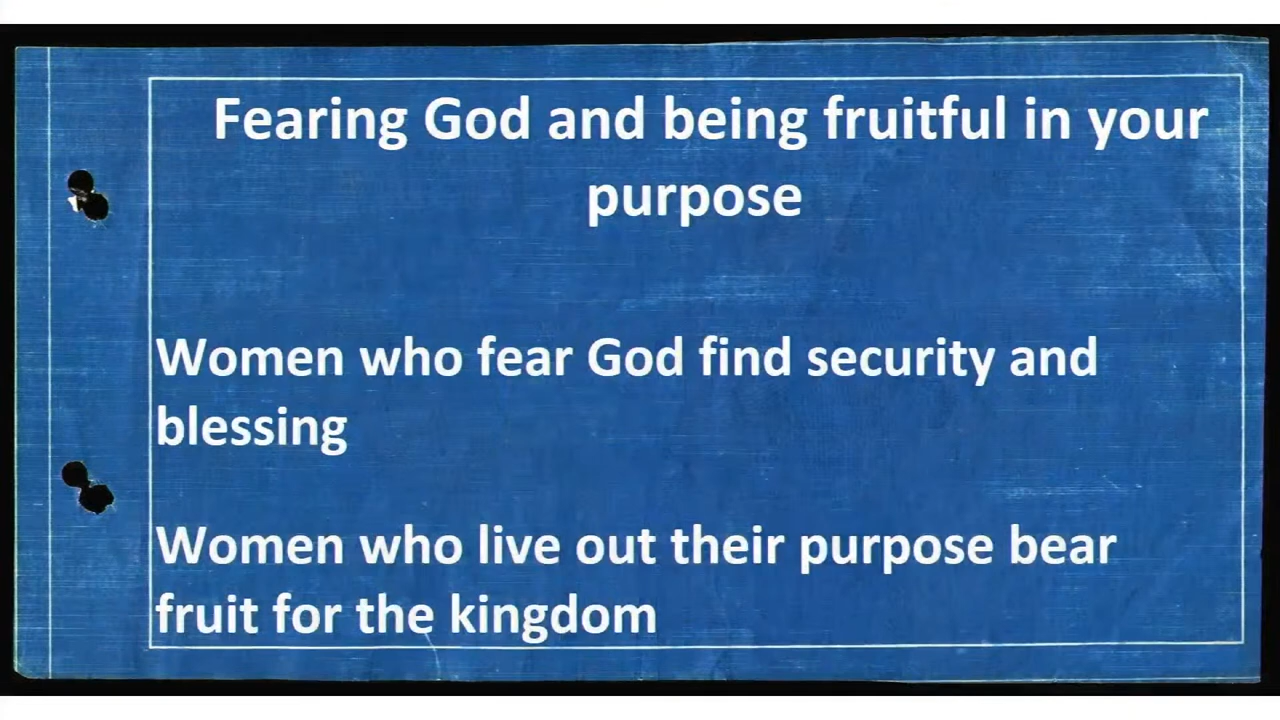 Fearing God and being fruitful in your
purpose
Women who fear God find security and
blessing
Women who live out their purpose bear
fruit for the kingdom